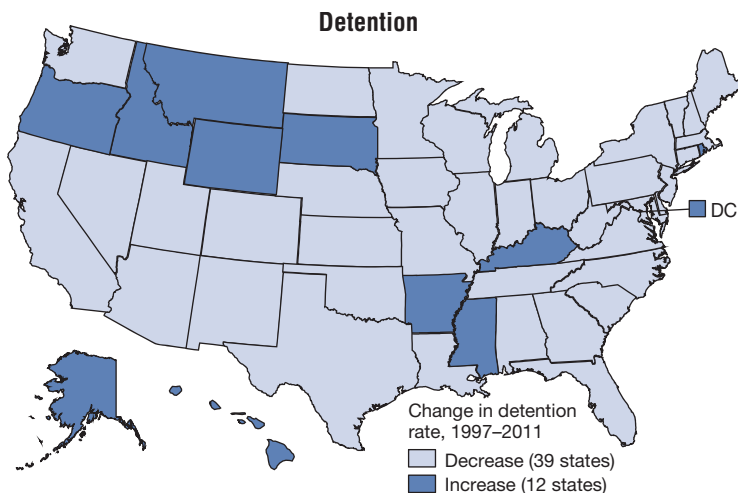 Detention
DC
Change in detention
rate, 1997–2011
Decrease (39 states)
Increase (12 states)